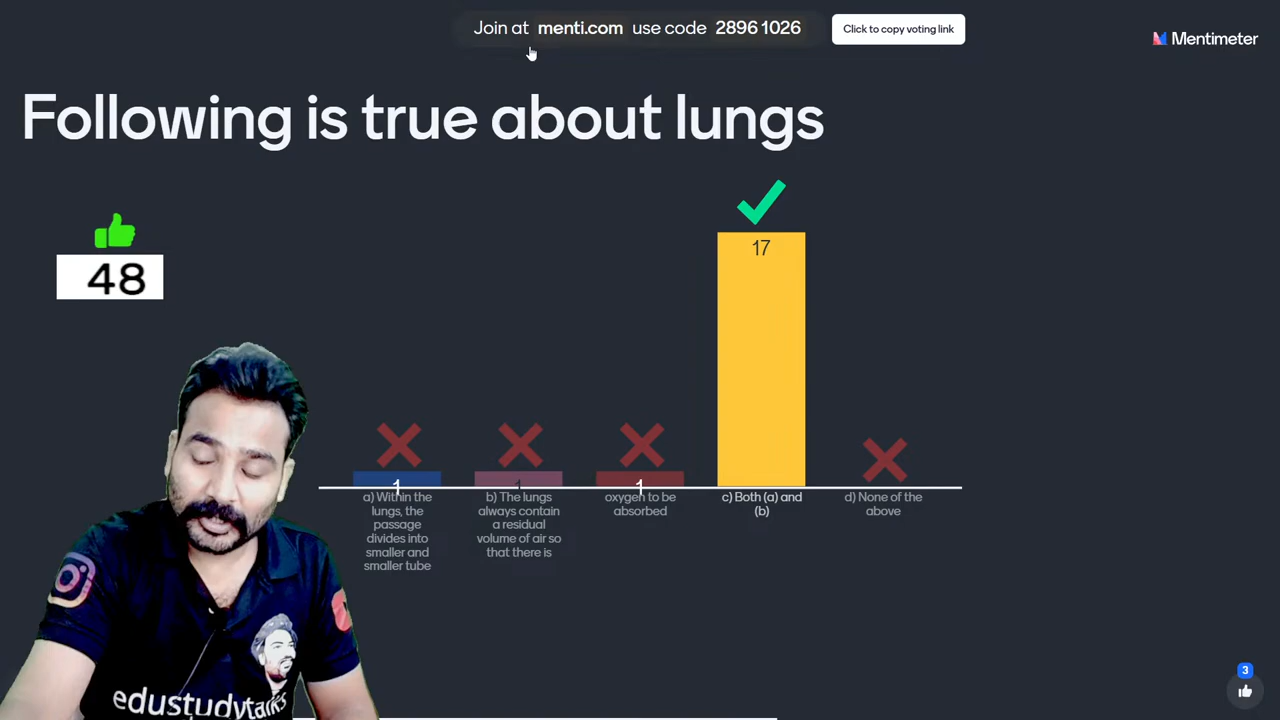 Join at menti.com use code 2896 1026
Click to copy voting link
Mentimeter
Following is true about lungs
48
17
1
1
1
a) Within the
lungs, the
passage
divides into
smaller and
smaller tube
b) The lungs
always contain
a residual
volume of air so
that there is
oxygen to be
absorbed
c) Both (a) and
(b)
d) None of the
above
edustudytalks
3